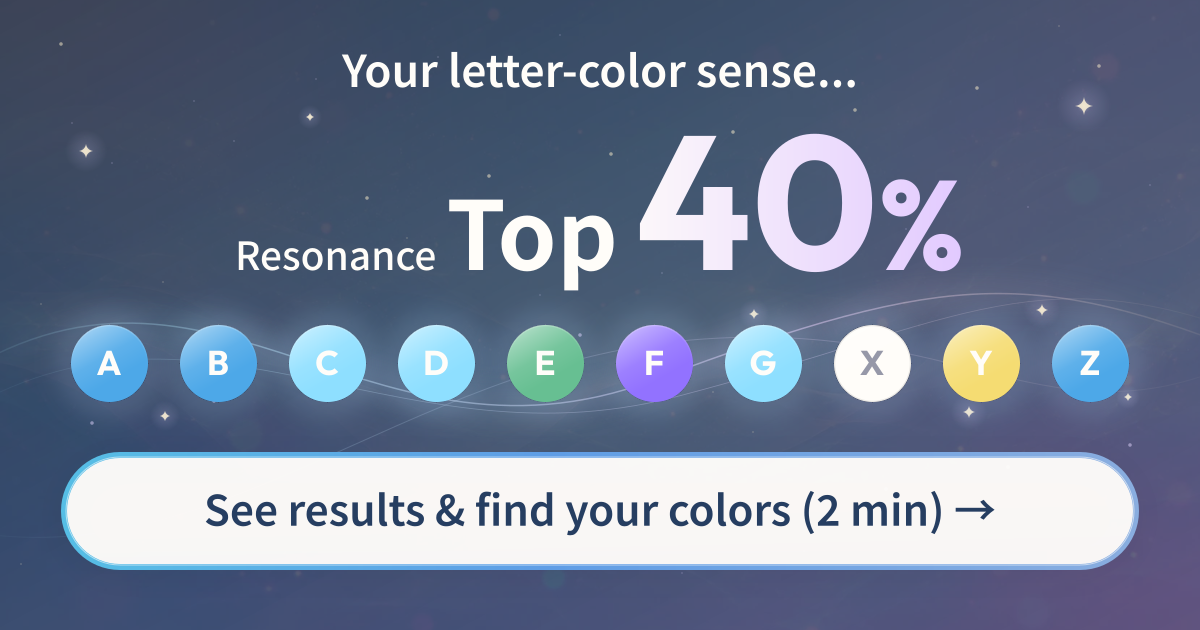 Your letter-color sense...
Resonance Top 40%
A B C D E F G X Y Z
See results & find your colors (2 min) →